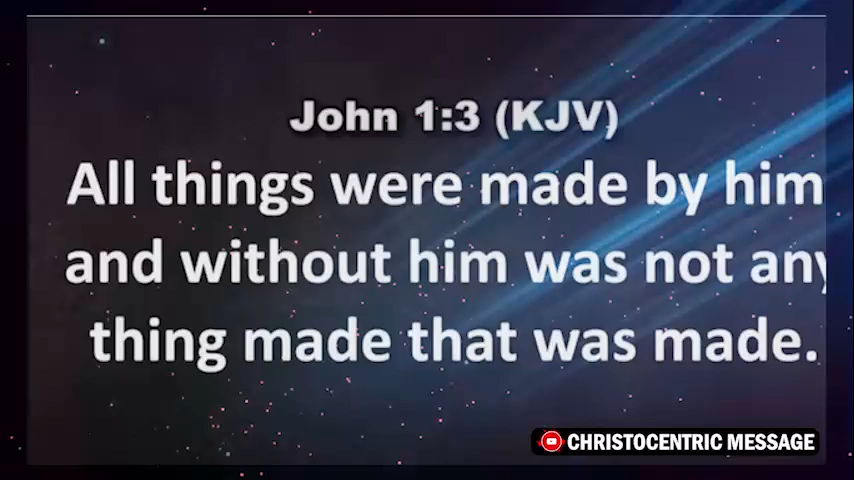 John 1:3 (KJV)
All things were made by him
and without him was not any
thing made that was made.
CHRISTOCENTRIC MESSAGE